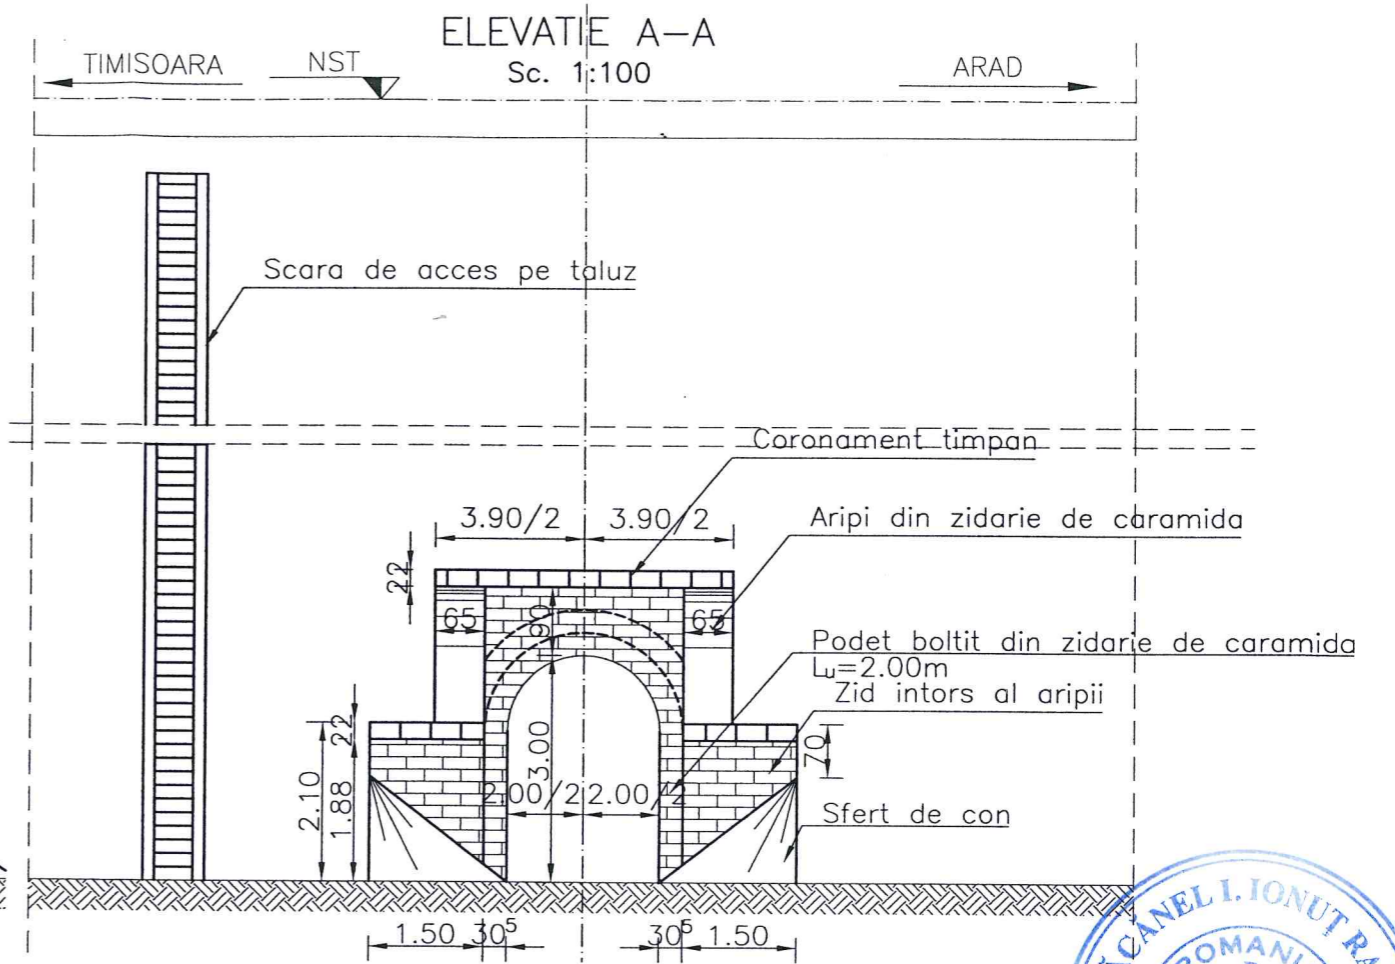 ELEVATIE A-A
Sc. 1:100
TIMISOARA
NST
ARAD
Scara de acces pe taluz
Coronament timpan
3.90/2 3.90/2
Aripi din zidarie de caramida
22
65
90
65
Podet boltit din zidarie de caramida
Lu=2.00m
Zid intors al aripii
22
70
3.00
2.10
1.88
2.00/2 2.00/2
Sfert de con
1.50 30⁵ 30⁵ 1.50
CĂNEL I. IONUT